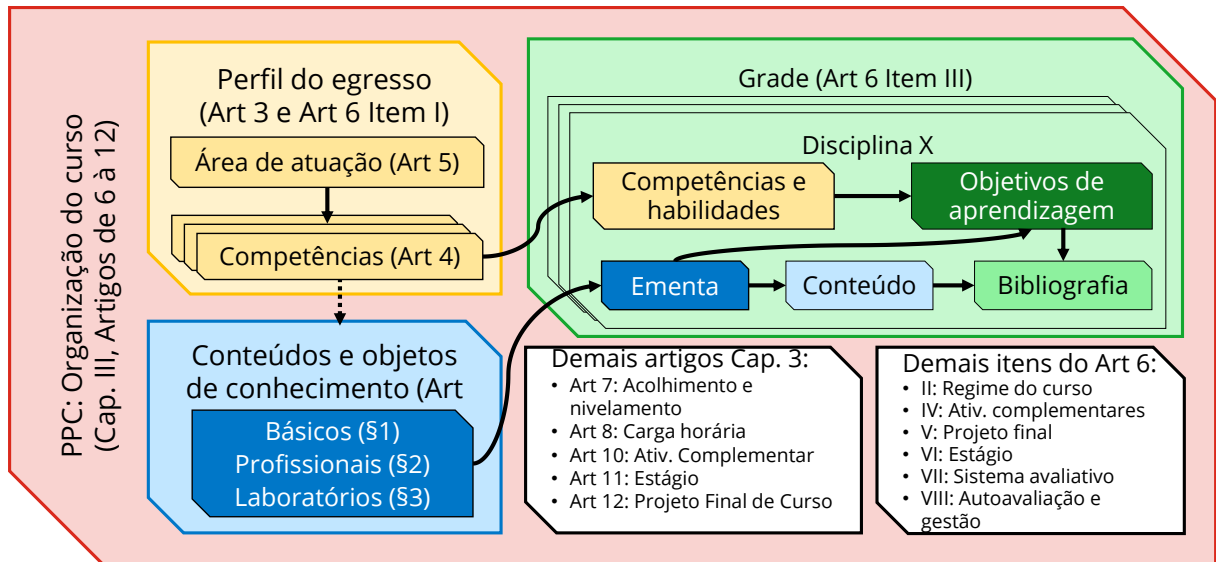 PPC: Organização do curso
(Cap. III, Artigos de 6 à 12)
Perfil do egresso
(Art 3 e Art 6 Item I)
Área de atuação (Art 5)
Competências (Art 4)
Conteúdos e objetos
de conhecimento (Art
Básicos (§1)
Profissionais (§2)
Laboratórios (§3)
Grade (Art 6 Item III)
Disciplina X
Competências e
habilidades
Objetivos de
aprendizagem
Ementa
Conteúdo
Bibliografia
Demais artigos Cap. 3:
• Art 7: Acolhimento e
nivelamento
• Art 8: Carga horária
• Art 10: Ativ. Complementar
• Art 11: Estágio
• Art 12: Projeto Final de Curso
Demais itens do Art 6:
• II: Regime do curso
• IV: Ativ. complementares
• V: Projeto final
• VI: Estágio
• VII: Sistema avaliativo
• VIII: Autoavaliação e
gestão